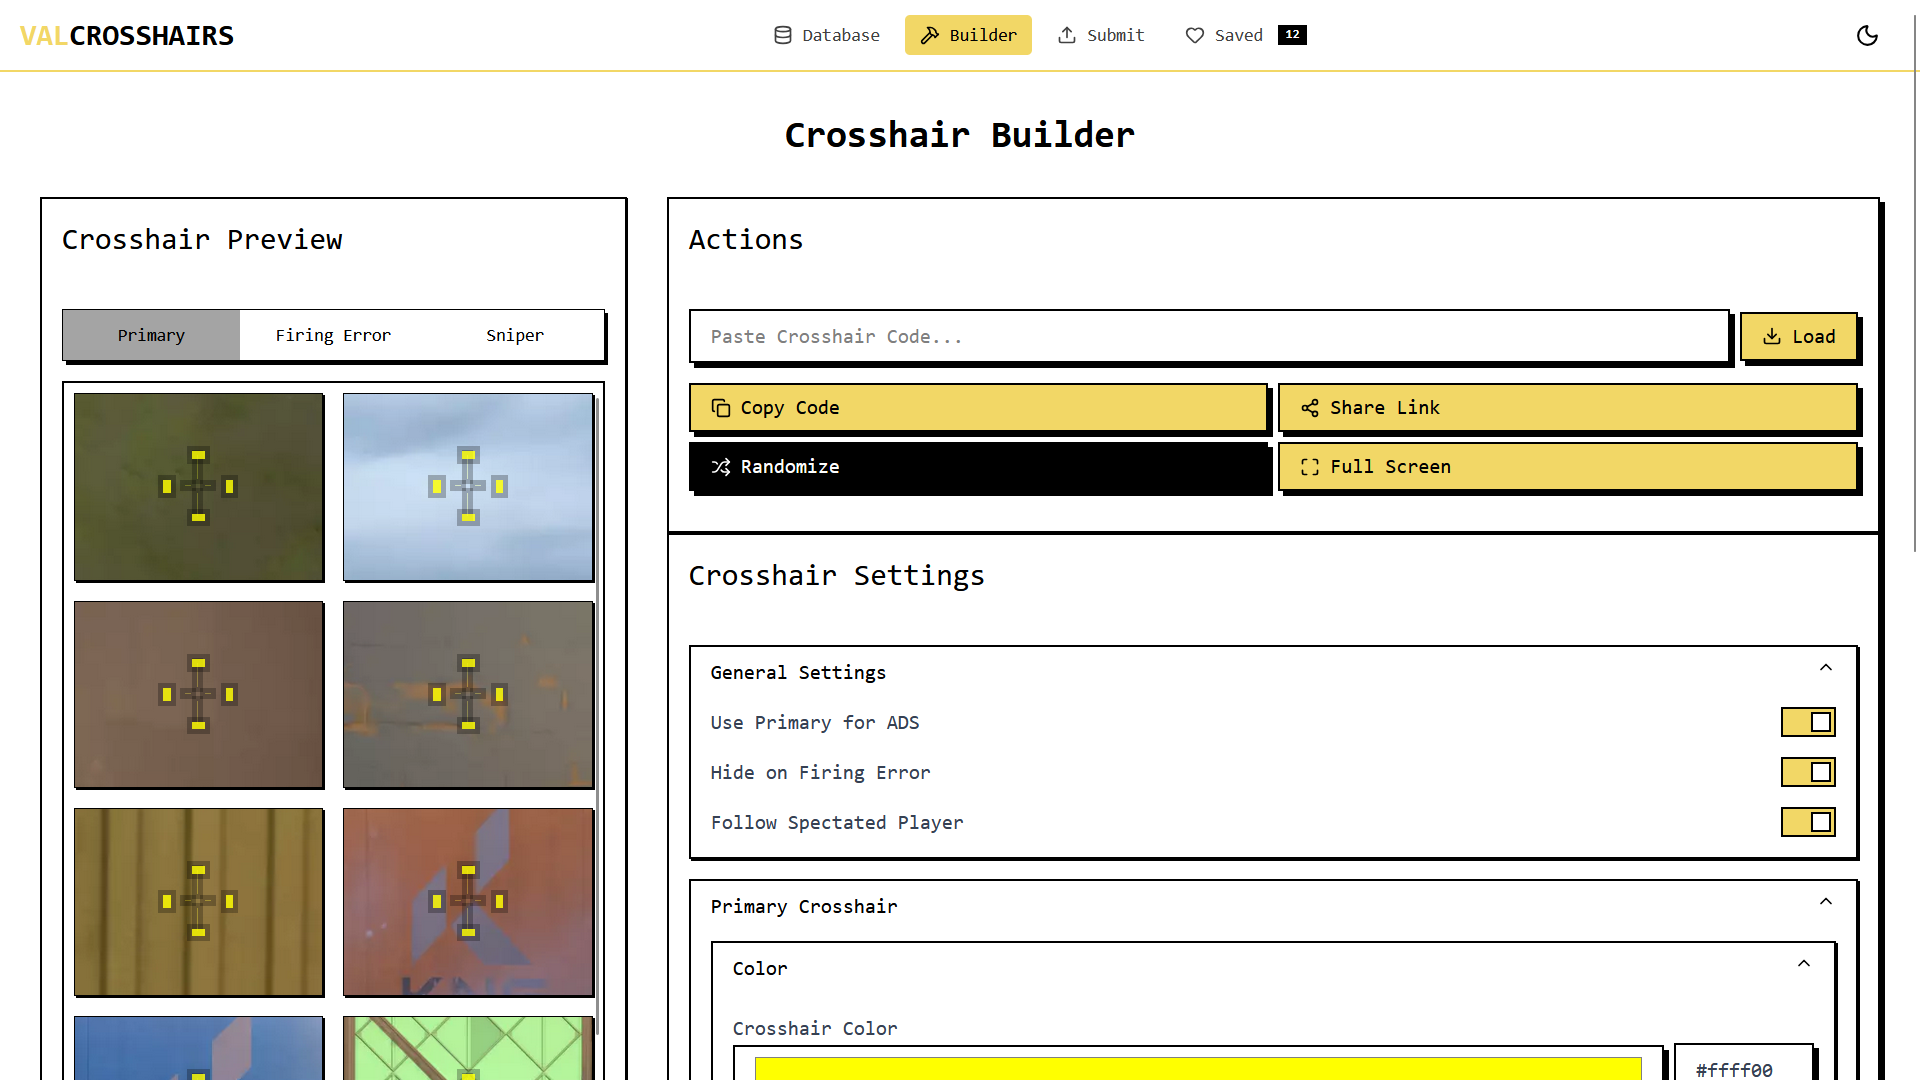 VALCROSSHAIRS
Database
Builder
Submit
Saved 12
Crosshair Builder
Crosshair Preview
Primary
Firing Error
Sniper
Actions
Paste Crosshair Code...
Load
Copy Code
Share Link
Randomize
Full Screen
Crosshair Settings
General Settings
Use Primary for ADS
Hide on Firing Error
Follow Spectated Player
Primary Crosshair
Color
Crosshair Color
#ffff00